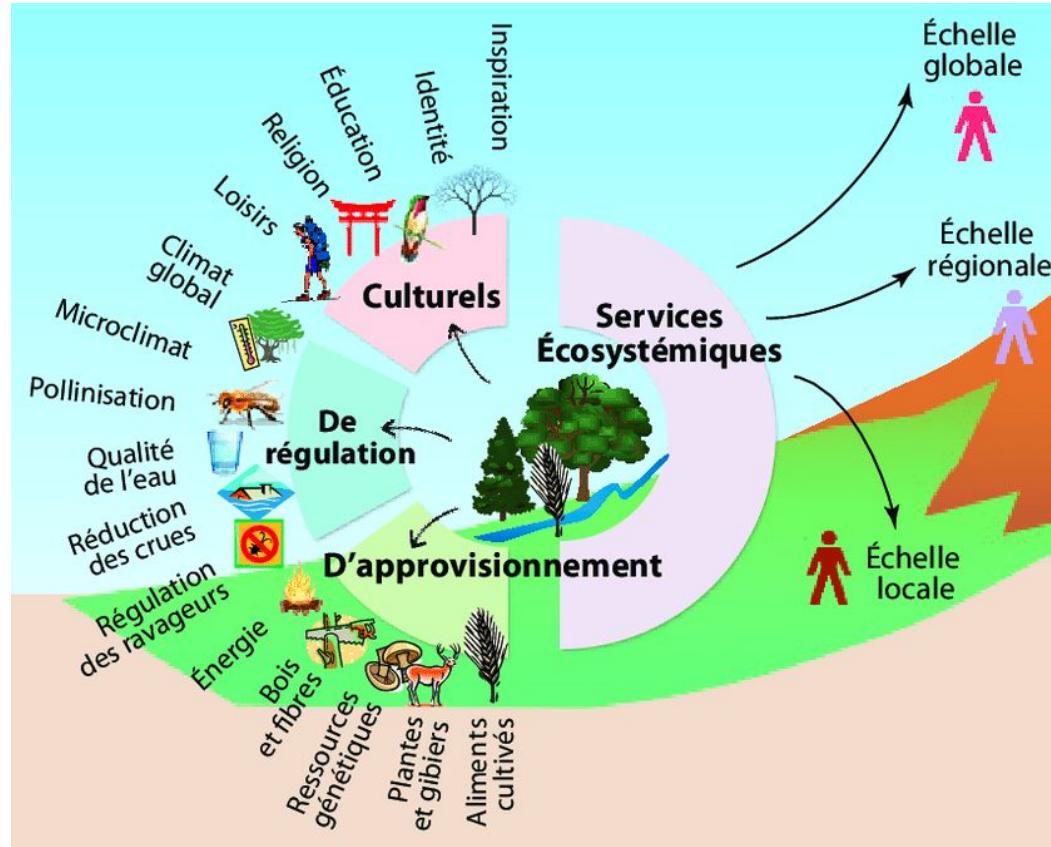 Inspiration
Identité
Éducation
Religion
Loisirs
Climat
global
Microclimat
Pollinisation
Qualité
de l'eau
Réduction
des crues
Régulation
des ravageurs
Énergie
Bois
et fibres
Ressources
génétiques
Plantes
et gibiers
Aliments
cultivés
Culturels
De
régulation
D'approvisionnement
Services
Écosystémiques
Échelle
globale
Échelle
régionale
Échelle
locale